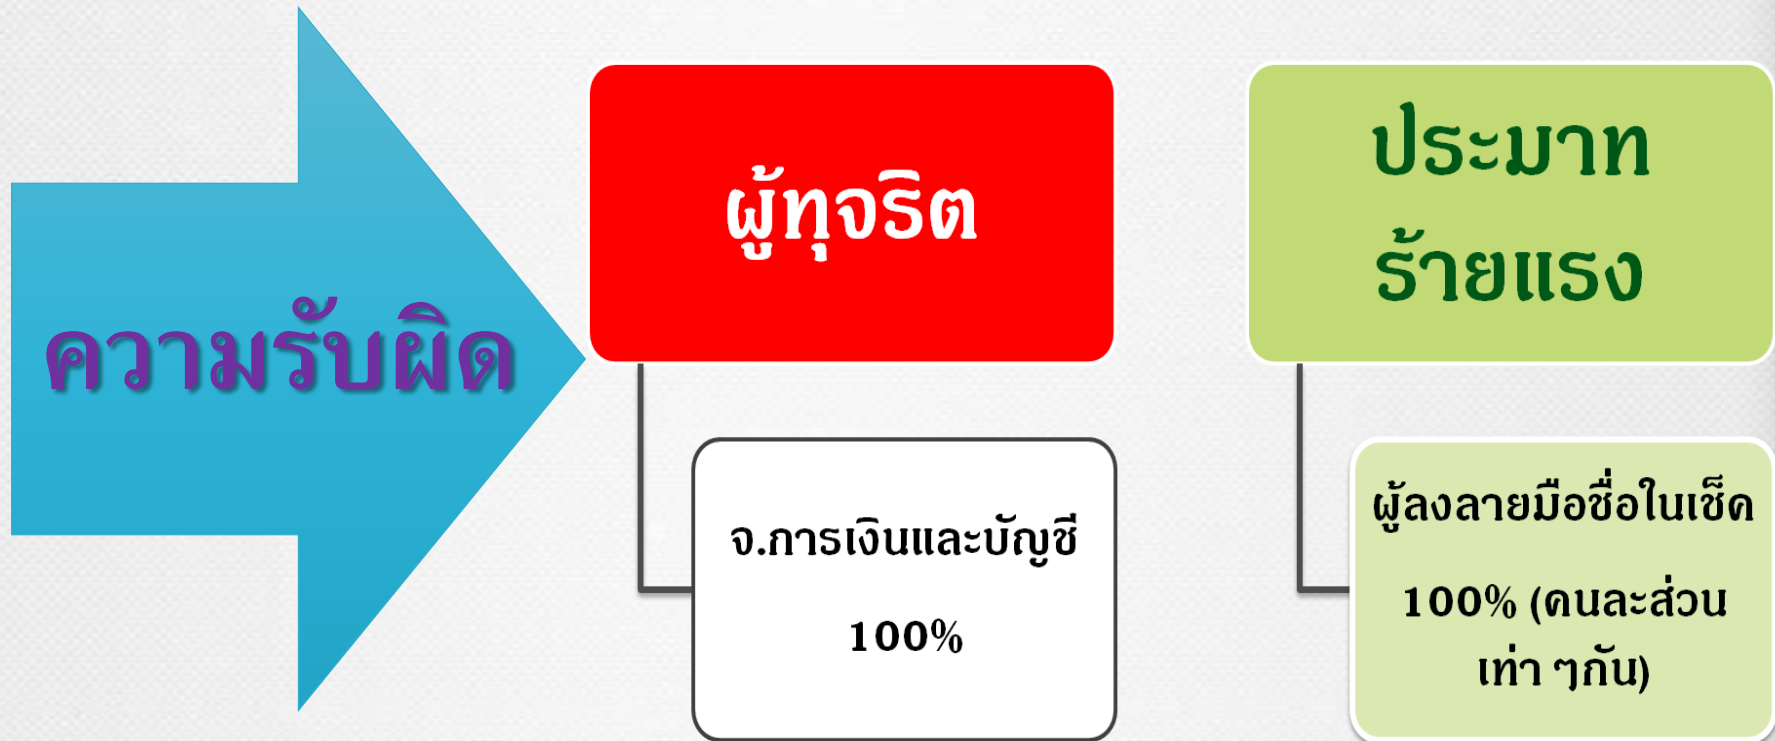 ความรับผิด
ผู้ทุจริต
จ.การเงินและบัญชี
100%
ประมาท
ร้ายแรง
ผู้ลงลายมือชื่อในเช็ค
100% (คนละส่วน
เท่า ๆกัน)